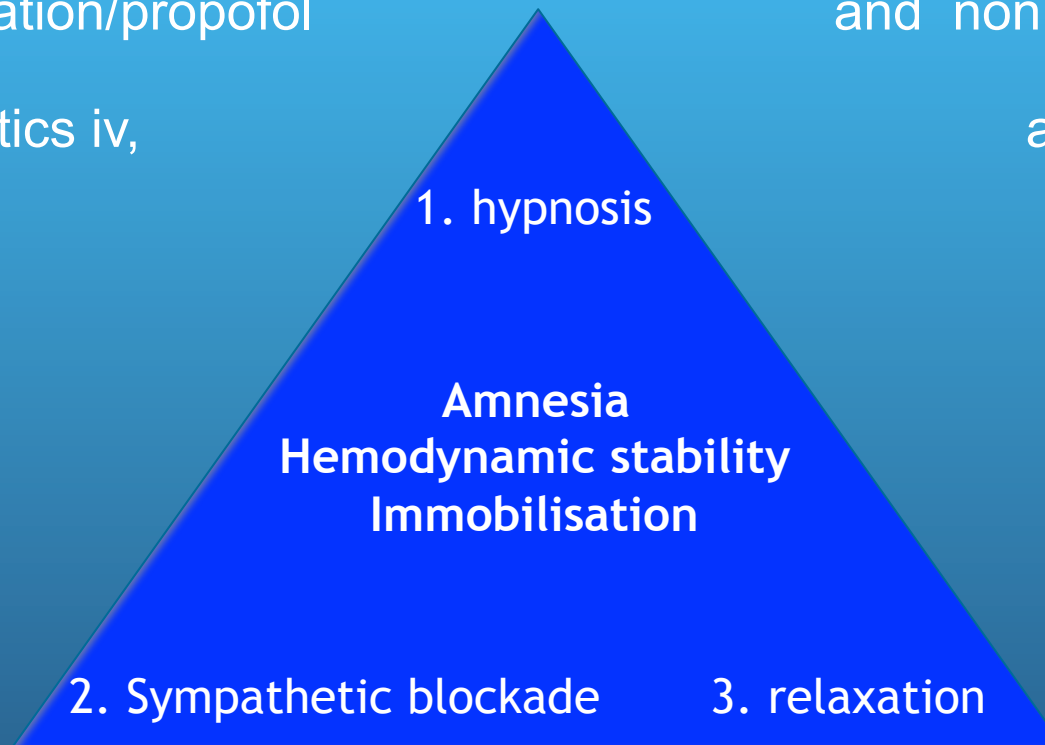 ation/propofol and non
tics iv, a
1. hypnosis
Amnesia
Hemodynamic stability
Immobilisation
2. Sympathetic blockade 3. relaxation